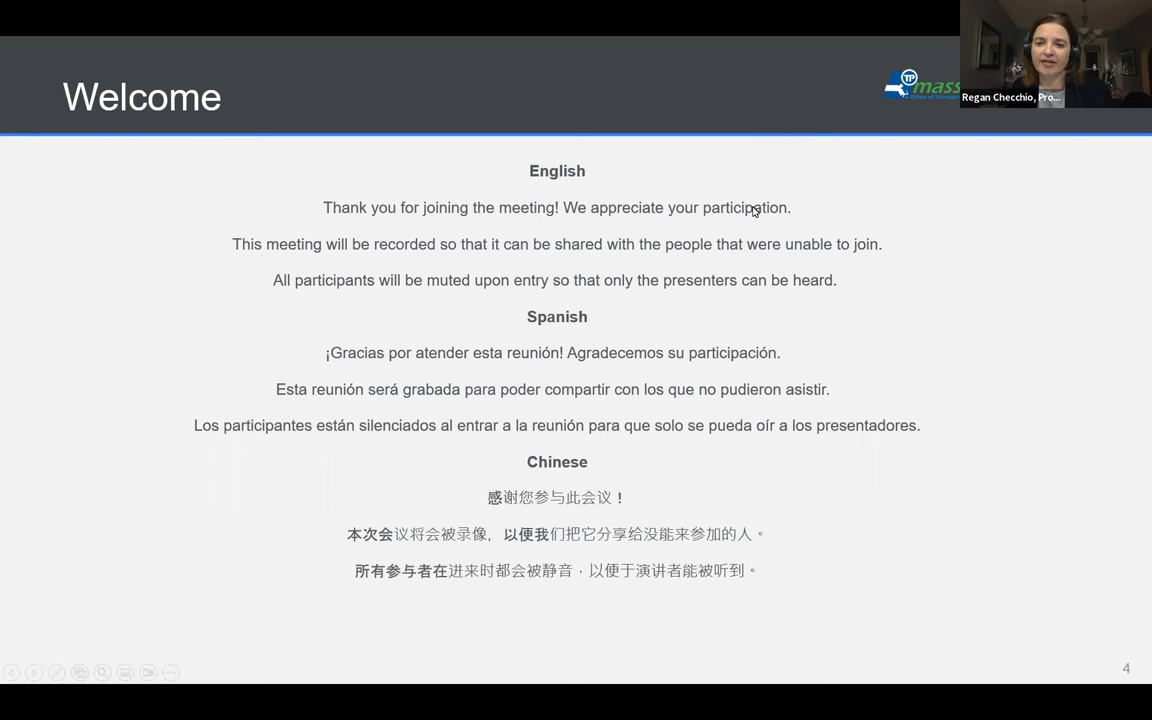 Welcome
TP
mass
Office of Transpor
Regan Checchio, Pro...
English
Thank you for joining the meeting! We appreciate your participation.
This meeting will be recorded so that it can be shared with the people that were unable to join.
All participants will be muted upon entry so that only the presenters can be heard.
Spanish
¡Gracias por atender esta reunión! Agradecemos su participación.
Esta reunión será grabada para poder compartir con los que no pudieron asistir.
Los participantes están silenciados al entrar a la reunión para que solo se pueda oír a los presentadores.
Chinese
感谢您参与此会议！
本次会议将会被录像，以便我们把它分享给没能来参加的人。
所有参与者在进来时都会被静音，以便于演讲者能被听到。
4